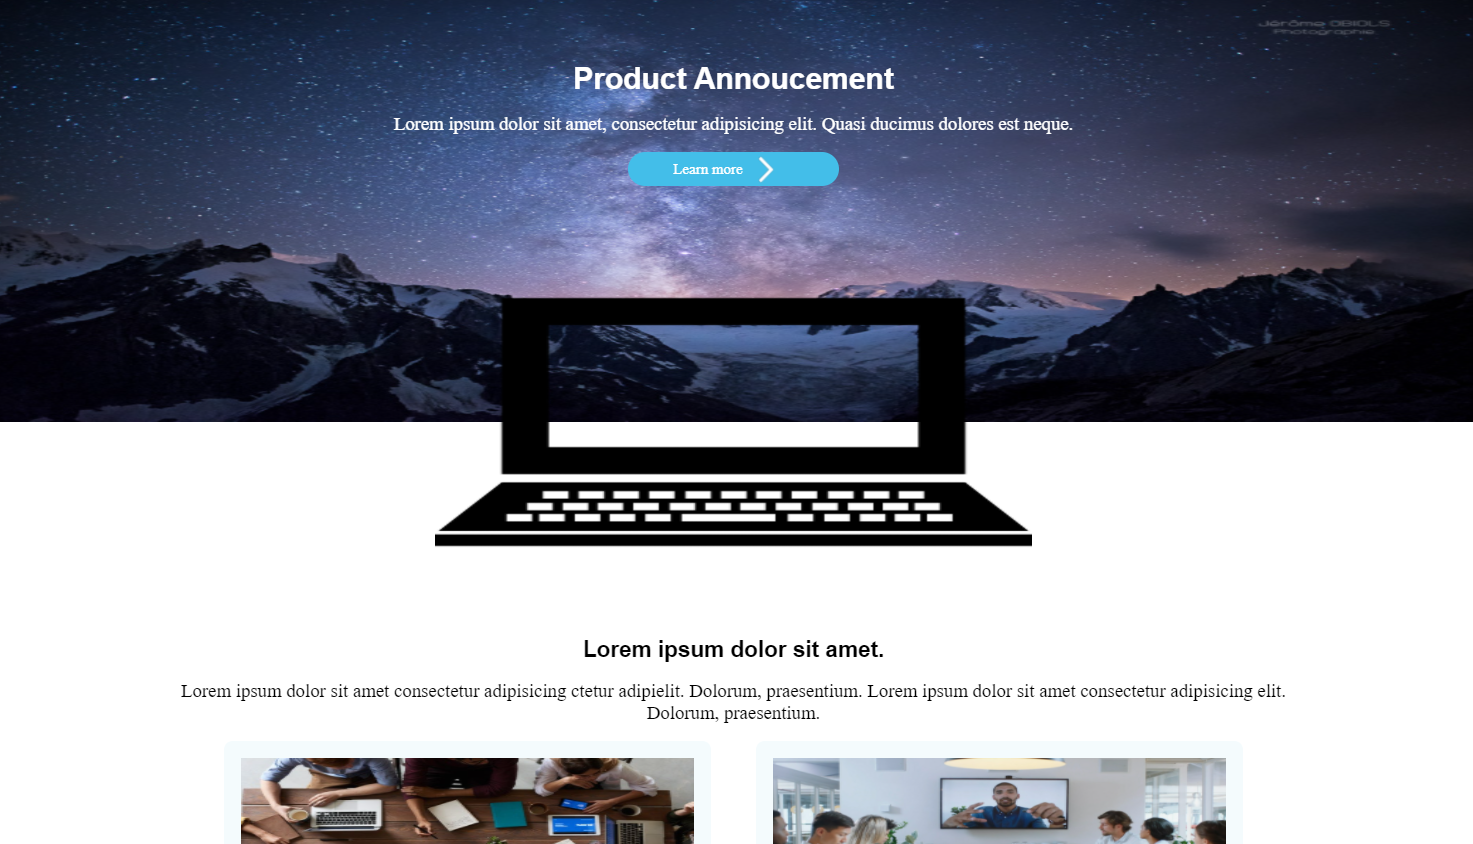 Jérôme OBIOLS
Photographie
Product Annoucement
Lorem ipsum dolor sit amet, consectetur adipisicing elit. Quasi ducimus dolores est neque.
Learn more
Lorem ipsum dolor sit amet.
Lorem ipsum dolor sit amet consectetur adipisicing ctetur adipielit. Dolorum, praesentium. Lorem ipsum dolor sit amet consectetur adipisicing elit.
Dolorum, praesentium.